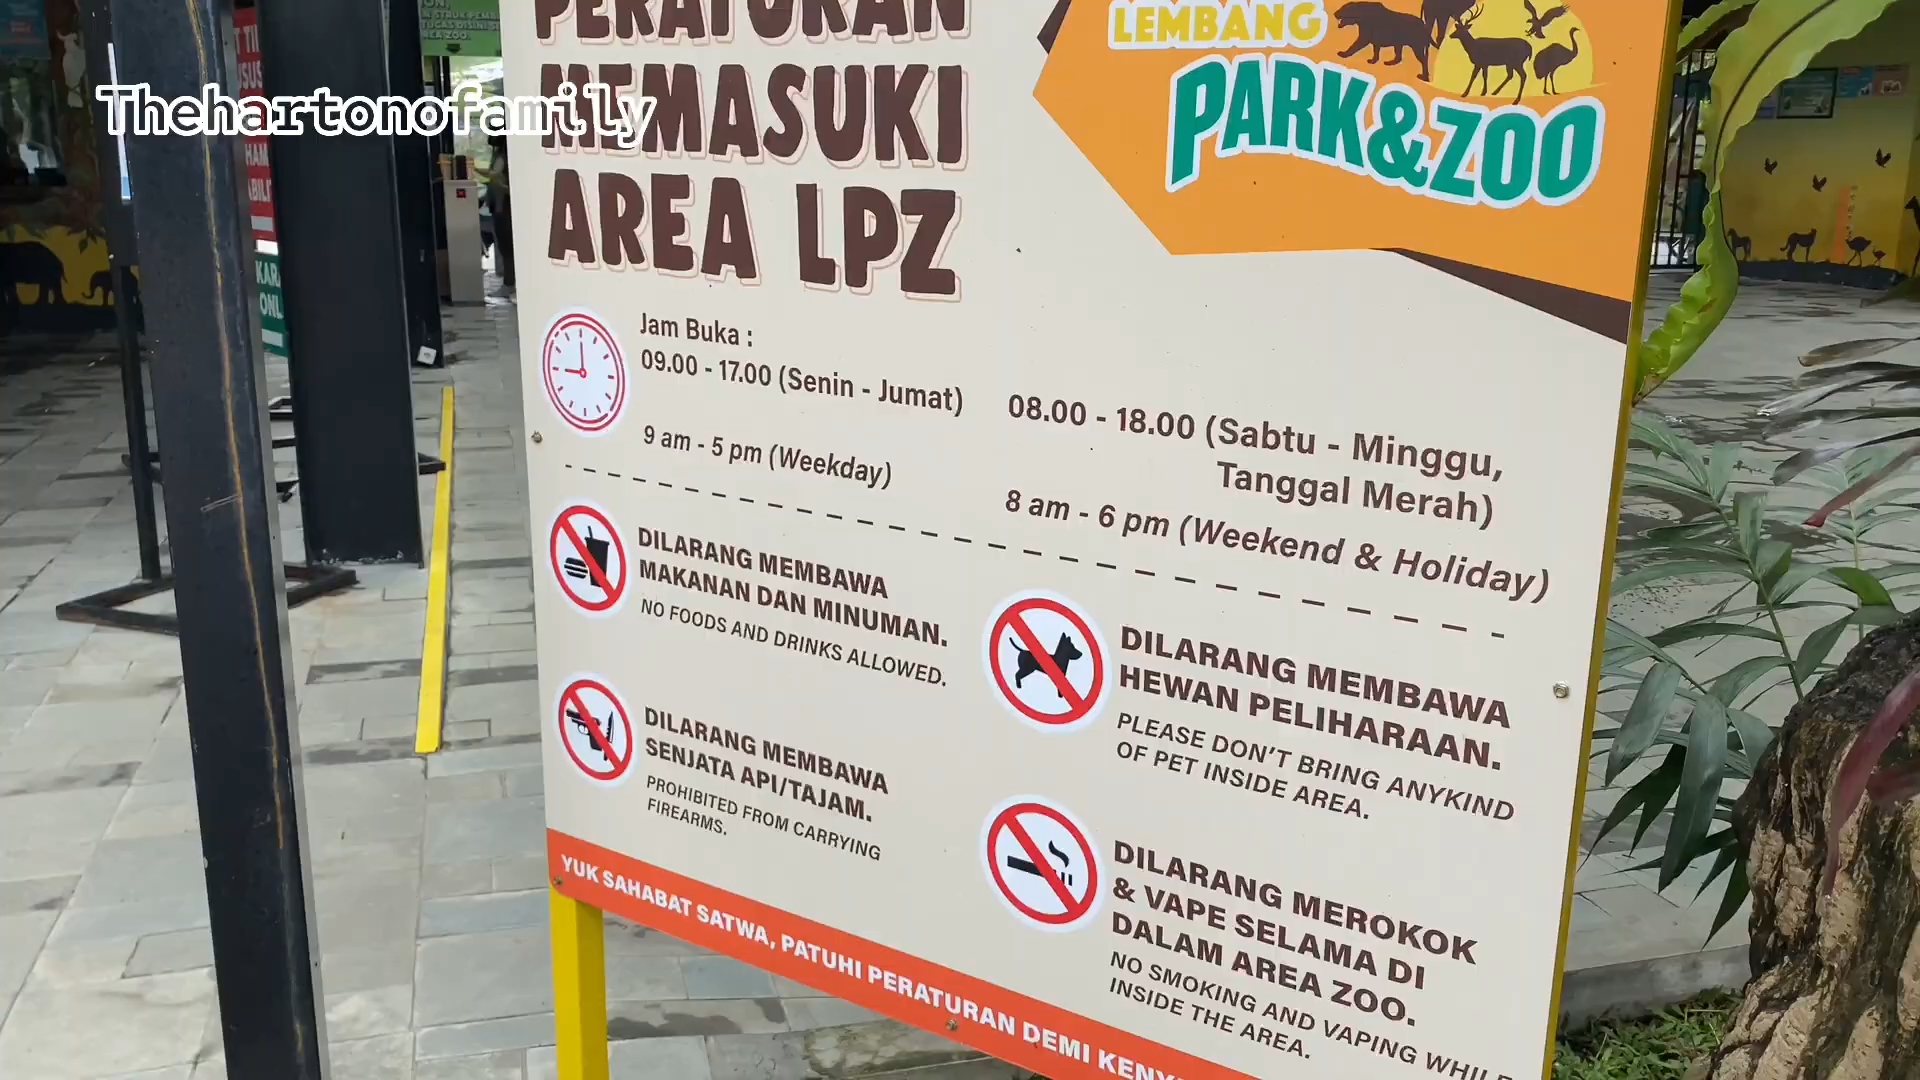 Thehartonofamily
PERATURAN
MEMASUKI
AREA LPZ
LEMBANG
PARK&ZOO
Jam Buka :
09.00 - 17.00 (Senin - Jumat)
9 am - 5 pm (Weekday)
08.00 - 18.00 (Sabtu - Minggu,
Tanggal Merah)
8 am - 6 pm (Weekend & Holiday)
DILARANG MEMBAWA
MAKANAN DAN MINUMAN.
NO FOODS AND DRINKS ALLOWED.
DILARANG MEMBAWA
HEWAN PELIHARAAN.
PLEASE DON'T BRING ANYKIND
OF PET INSIDE AREA.
DILARANG MEMBAWA
SENJATA API/TAJAM.
PROHIBITED FROM CARRYING
FIREARMS.
DILARANG MEROKOK
& VAPE SELAMA DI
DALAM AREA ZOO.
NO SMOKING AND VAPING WHILE
INSIDE THE AREA.
YUK SAHABAT SATWA, PATUHI PERATURAN DEMI